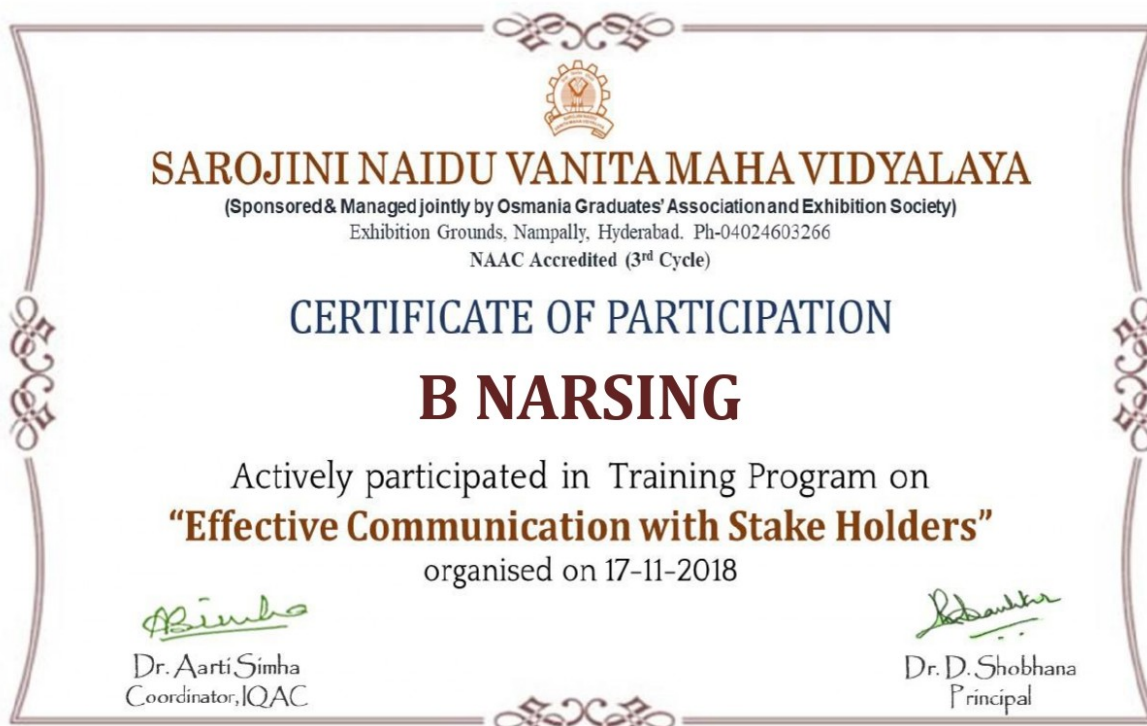 SAROJINI NAIDU VANITA MAHA VIDYALAYA
(Sponsored & Managed jointly by Osmania Graduates' Association and Exhibition Society)
Exhibition Grounds, Nampally, Hyderabad. Ph-04024603266
NAAC Accredited (3rd Cycle)
CERTIFICATE OF PARTICIPATION
B NARSING
Actively participated in Training Program on
“Effective Communication with Stake Holders”
organised on 17-11-2018
Dr. Aarti Simha
Coordinator, IQAC
Dr. D. Shobhana
Principal